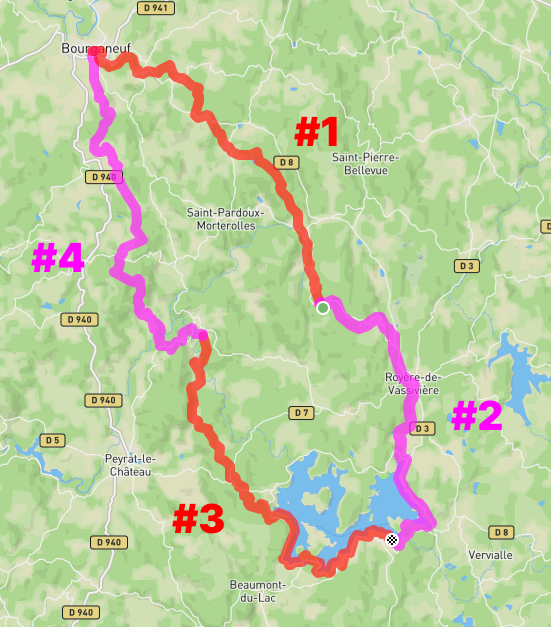 D 941
Bourganeuf
#1
D 8
Saint-Pierre-
Bellevue
D 940
Saint-Pardoux-
Morterolles
#4
D 3
D 940
Royère-de-
Vassivière
D 940
D 7
#2
D 3
D 5
Peyrat-le-
Château
#3
D 940
D 8
Vervialle
Beaumont-
du-Lac
D 940